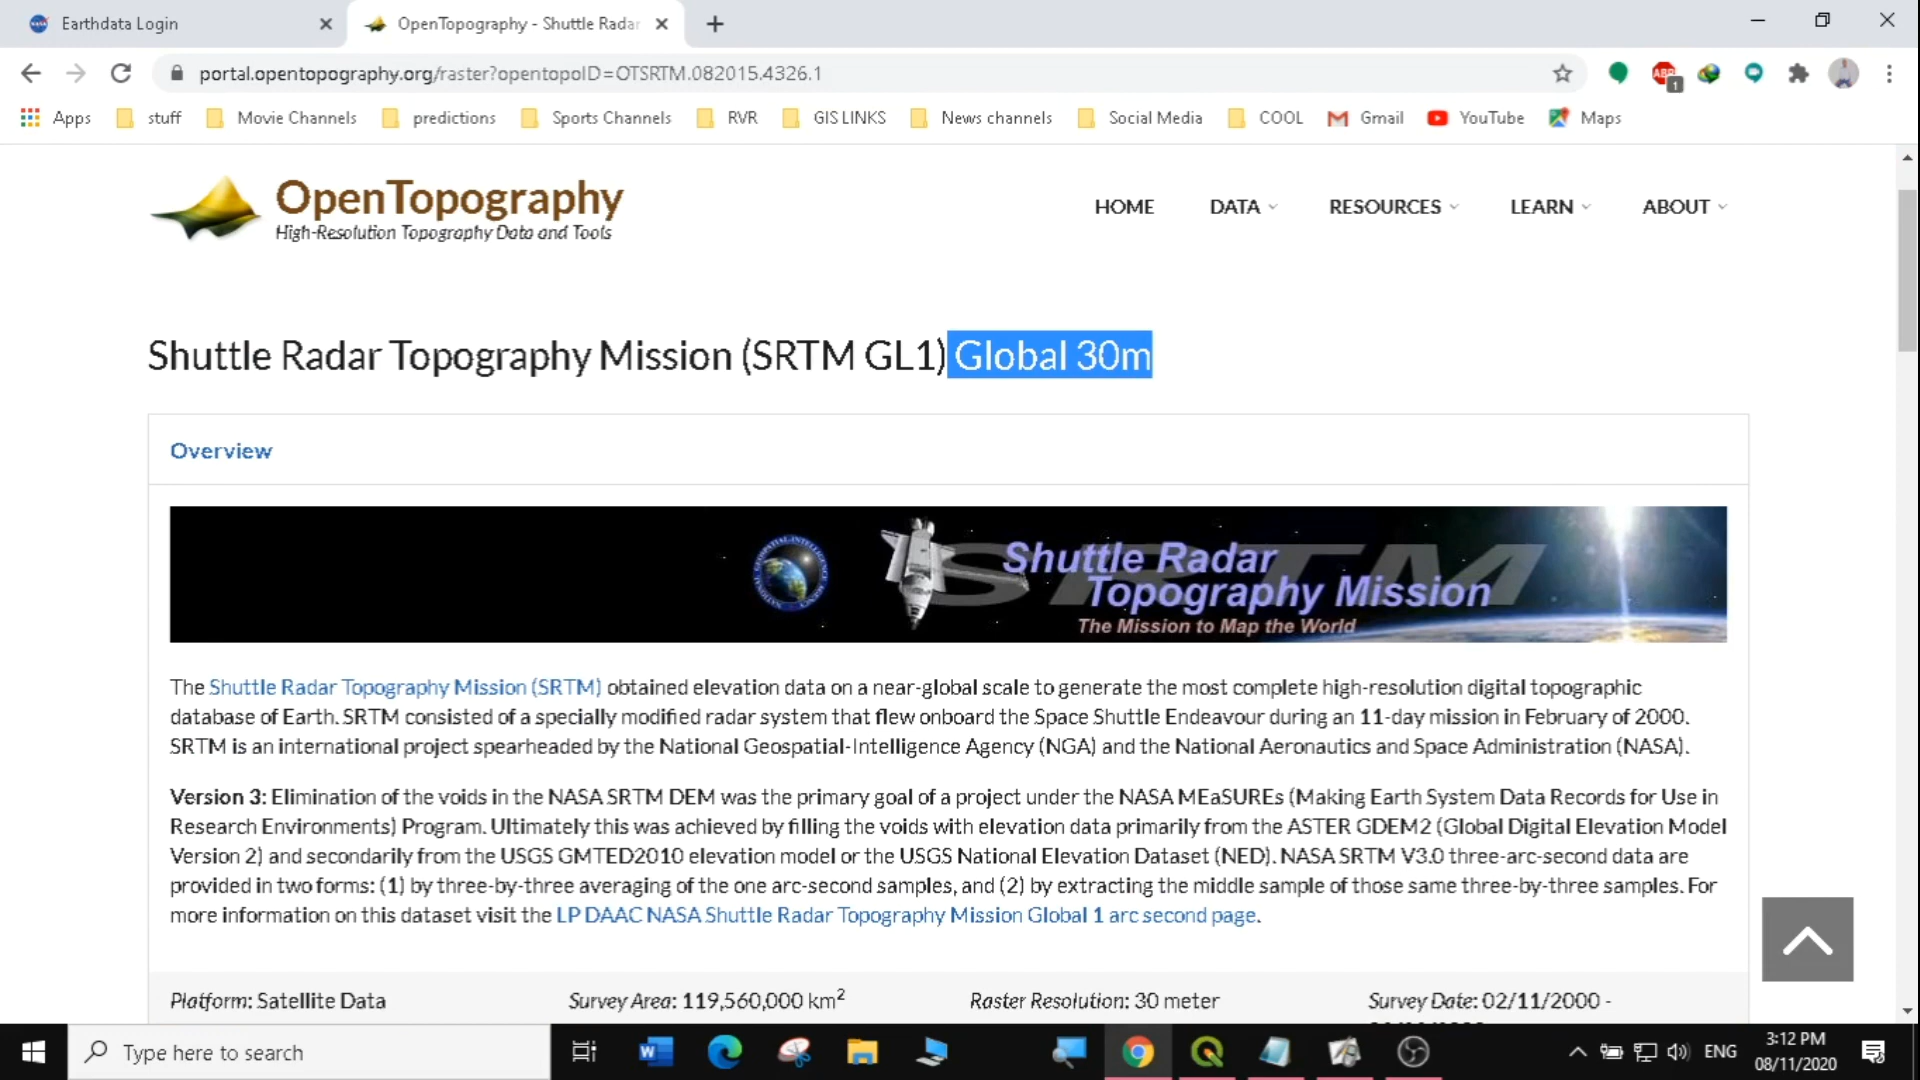 Earthdata Login
OpenTopography - Shuttle Radar
portal.opentopography.org/raster?opentopoID=OTSRTM.082015.4326.1
ABP 1
Apps stuff Movie Channels predictions Sports Channels RVR GIS LINKS News channels Social Media COOL Gmail YouTube Maps
OpenTopography
High-Resolution Topography Data and Tools
HOME DATA RESOURCES LEARN ABOUT
Shuttle Radar Topography Mission (SRTM GL1) Global 30m
Overview
SRTM
Shuttle Radar
Topography Mission
The Mission to Map the World
The Shuttle Radar Topography Mission (SRTM) obtained elevation data on a near-global scale to generate the most complete high-resolution digital topographic
database of Earth. SRTM consisted of a specially modified radar system that flew onboard the Space Shuttle Endeavour during an 11-day mission in February of 2000.
SRTM is an international project spearheaded by the National Geospatial-Intelligence Agency (NGA) and the National Aeronautics and Space Administration (NASA).
Version 3: Elimination of the voids in the NASA SRTM DEM was the primary goal of a project under the NASA MEaSUREs (Making Earth System Data Records for Use in
Research Environments) Program. Ultimately this was achieved by filling the voids with elevation data primarily from the ASTER GDEM2 (Global Digital Elevation Model
Version 2) and secondarily from the USGS GMTED2010 elevation model or the USGS National Elevation Dataset (NED). NASA SRTM V3.0 three-arc-second data are
provided in two forms: (1) by three-by-three averaging of the one arc-second samples, and (2) by extracting the middle sample of those same three-by-three samples. For
more information on this dataset visit the LP DAAC NASA Shuttle Radar Topography Mission Global 1 arc second page.
Platform: Satellite Data Survey Area: 119,560,000 km2 Raster Resolution: 30 meter Survey Date: 02/11/2000 -
Type here to search
ENG
3:12 PM
08/11/2020